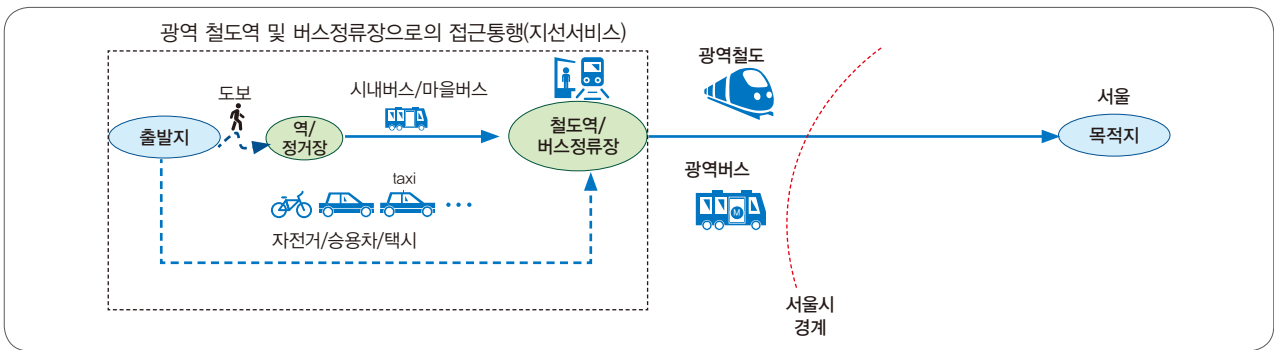 광역 철도역 및 버스정류장으로의 접근통행(지선서비스)
도보
시내버스/마을버스
출발지
역/
정거장
철도역/
버스정류장
taxi
자전거/승용차/택시
광역철도
광역버스
M
서울
목적지
서울시
경계